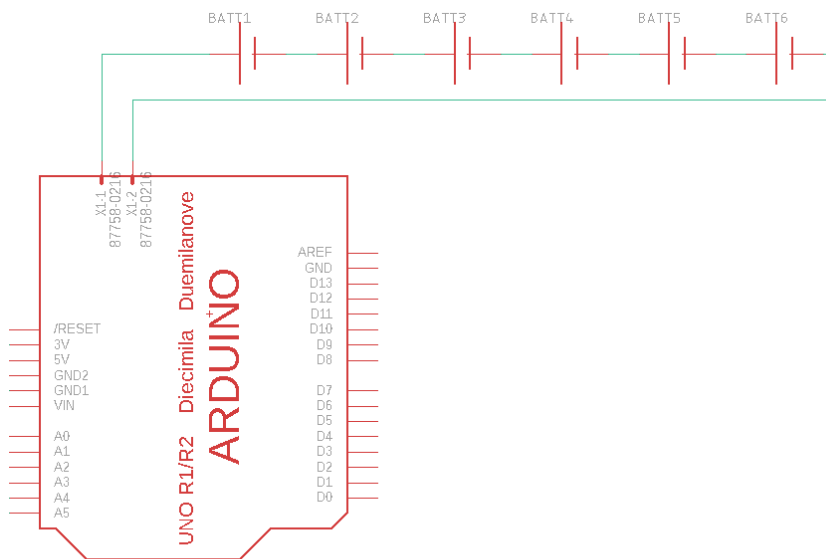 BATT1 BATT2 BATT3 BATT4 BATT5 BATT6
X1-1
87758-0216
X1-2
87758-0216
UNO R1/R2 Diecimila Duemilanove
ARDUINO
/RESET
3V
5V
GND2
GND1
VIN
A0
A1
A2
A3
A4
A5
AREF
GND
D13
D12
D11
D10
D9
D8
D7
D6
D5
D4
D3
D2
D1
D0